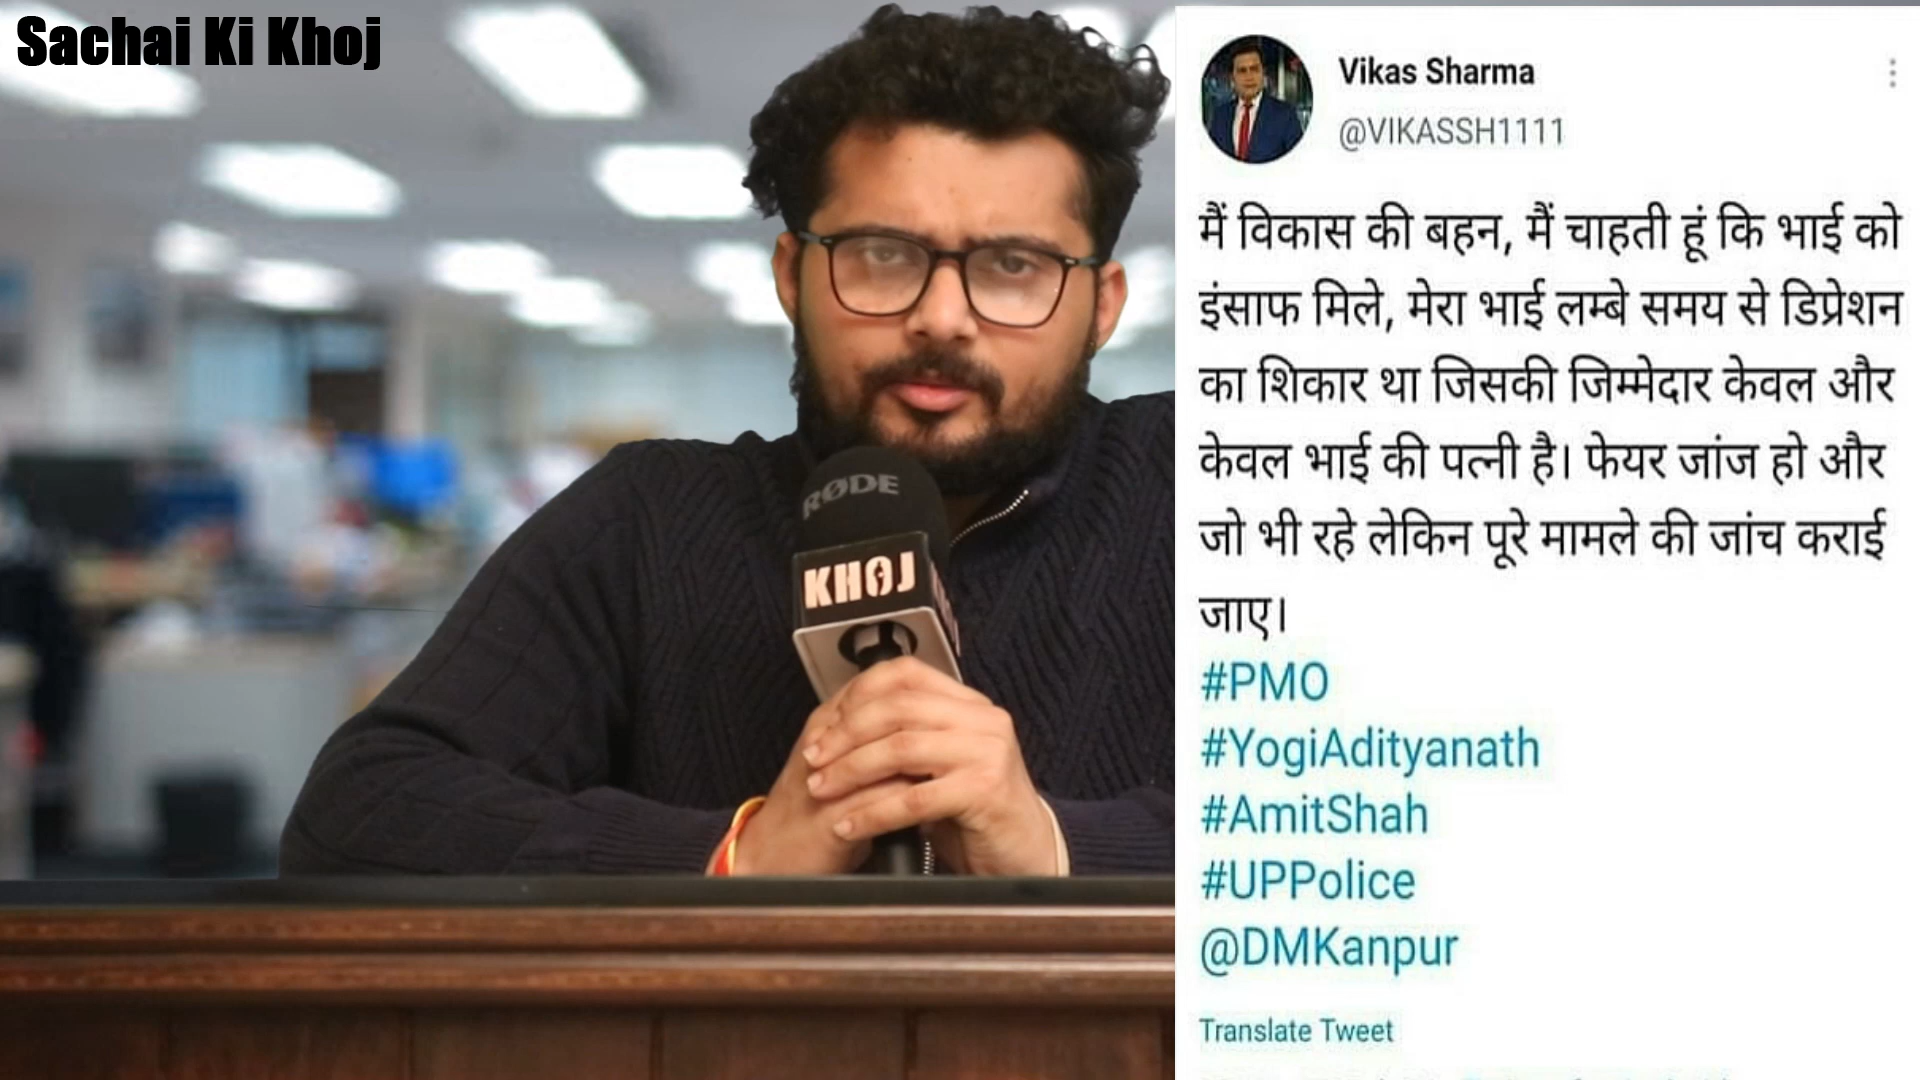 Sachai Ki Khoj
RØDE
KHOJ
Vikas Sharma
@VIKASSH1111
मैं विकास की बहन, मैं चाहती हूं कि भाई को
इंसाफ मिले, मेरा भाई लम्बे समय से डिप्रेशन
का शिकार था जिसकी जिम्मेदार केवल और
केवल भाई की पत्नी है। फेयर जांज हो और
जो भी रहे लेकिन पूरे मामले की जांच कराई
जाए।
#PMO
#YogiAdityanath
#AmitShah
#UPPolice
@DMKanpur
Translate Tweet